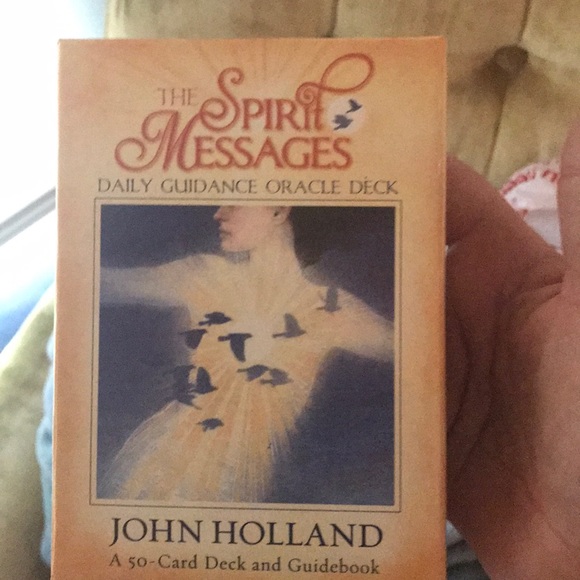 THE SPIRIT
MESSAGES
DAILY GUIDANCE ORACLE DECK
JOHN HOLLAND
A 50-Card Deck and Guidebook